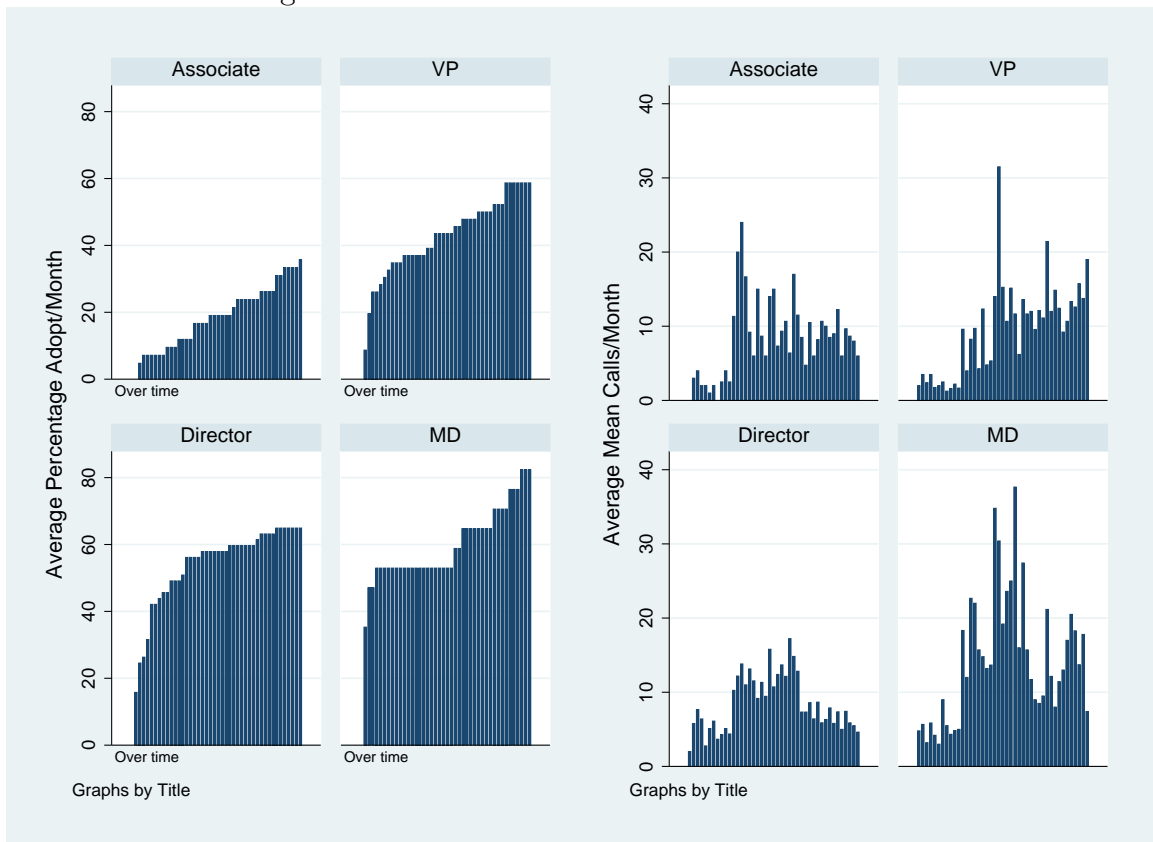 Average Percentage Adopt/Month
Associate
VP
0 20 40 60 80
Over time
Director
MD
0 20 40 60 80
Over time
Over time
Graphs by Title
Average Mean Calls/Month
Associate
VP
0 10 20 30 40
Director
MD
0 10 20 30 40
Graphs by Title